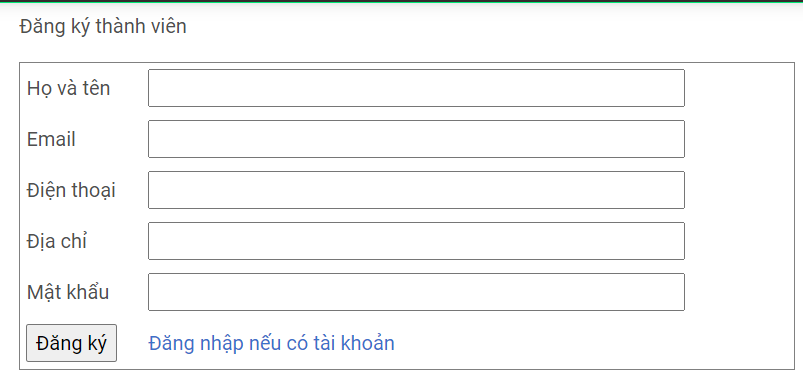 Đăng ký thành viên
Họ và tên
Email
Điện thoại
Địa chỉ
Mật khẩu
Đăng ký Đăng nhập nếu có tài khoản